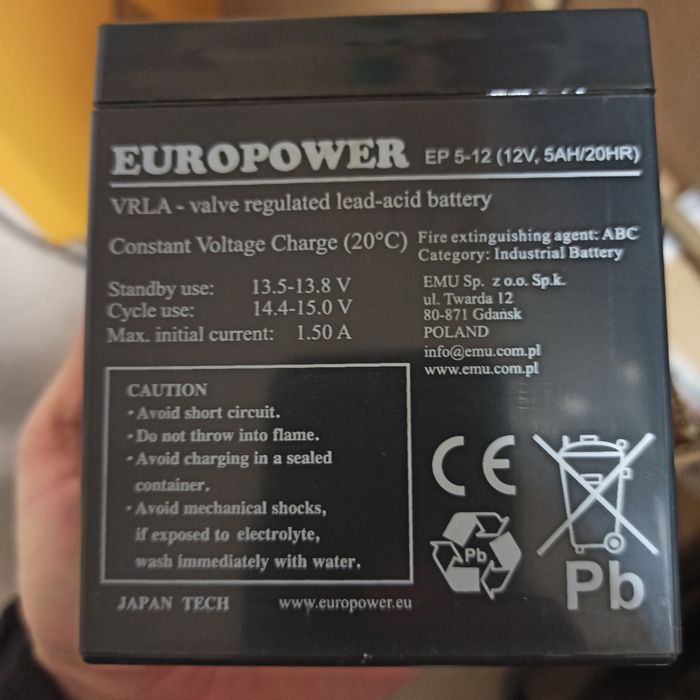 EUROPOWER EP 5-12 (12V, 5AH/20HR)
VRLA - valve regulated lead-acid battery
Constant Voltage Charge (20°C)
Standby use: 13.5-13.8 V
Cycle use: 14.4-15.0 V
Max. initial current: 1.50 A
Fire extinguishing agent: ABC
Category: Industrial Battery
EMU Sp. z o.o. Sp.k.
ul. Twarda 12
80-871 Gdańsk
POLAND
info@emu.com.pl
www.emu.com.pl
CAUTION
· Avoid short circuit.
· Do not throw into flame.
· Avoid charging in a sealed
container.
· Avoid mechanical shocks,
if exposed to electrolyte,
wash immediately with water.
CE
Pb
Pb
JAPAN TECH www.europower.eu